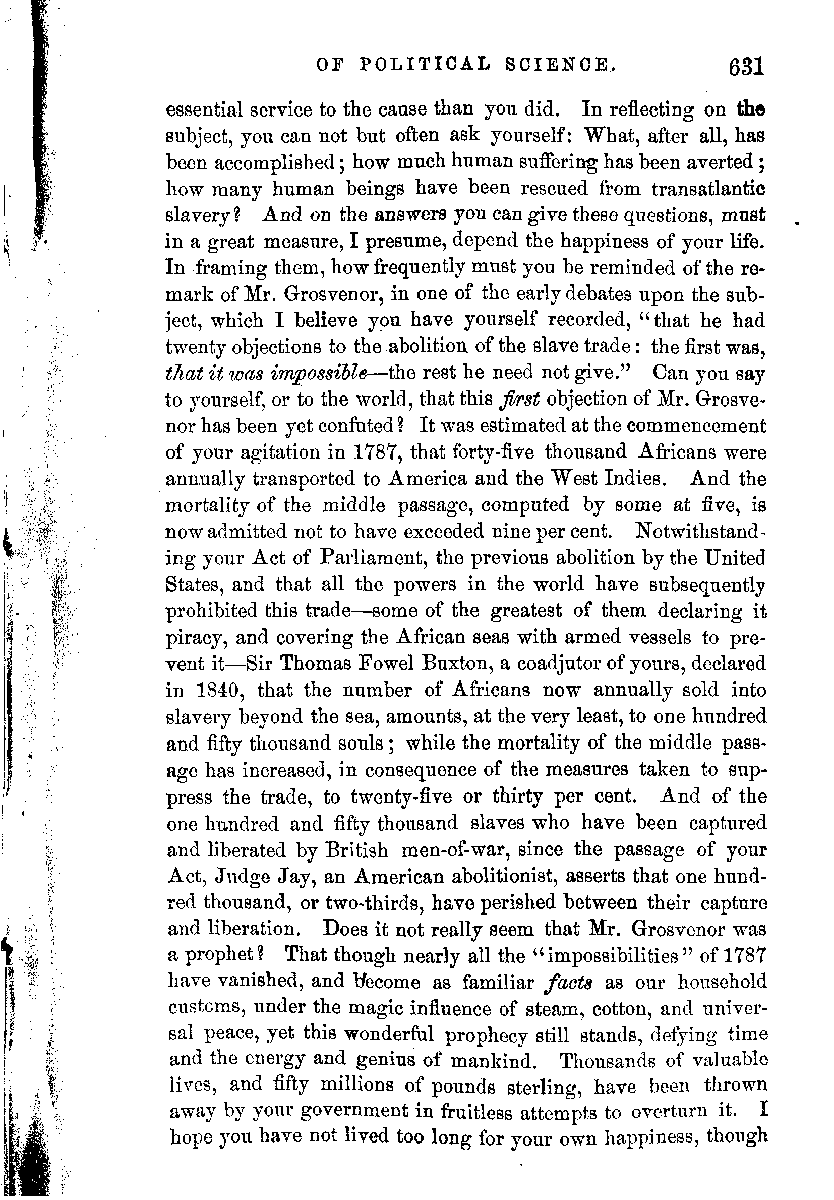 OF POLITICAL SCIENCE. 631
essential service to the cause than you did. In reflecting on the
subject, you can not but often ask yourself: What, after all, has
been accomplished; how much human suffering has been averted;
how many human beings have been rescued from transatlantic
slavery? And on the answers you can give these questions, must
in a great measure, I presume, depend the happiness of your life.
In framing them, how frequently must you be reminded of the re-
mark of Mr. Grosvenor, in one of the early debates upon the sub-
ject, which I believe you have yourself recorded, "that he had
twenty objections to the abolition of the slave trade: the first was,
that it was impossible—the rest he need not give." Can you say
to yourself, or to the world, that this first objection of Mr. Grosve-
nor has been yet confuted? It was estimated at the commencement
of your agitation in 1787, that forty-five thousand Africans were
annually transported to America and the West Indies. And the
mortality of the middle passage, computed by some at five, is
now admitted not to have exceeded nine per cent. Notwithstand-
ing your Act of Parliament, the previous abolition by the United
States, and that all the powers in the world have subsequently
prohibited this trade—some of the greatest of them declaring it
piracy, and covering the African seas with armed vessels to pre-
vent it—Sir Thomas Fowel Buxton, a coadjutor of yours, declared
in 1840, that the number of Africans now annually sold into
slavery beyond the sea, amounts, at the very least, to one hundred
and fifty thousand souls; while the mortality of the middle pass-
age has increased, in consequence of the measures taken to sup-
press the trade, to twenty-five or thirty per cent. And of the
one hundred and fifty thousand slaves who have been captured
and liberated by British men-of-war, since the passage of your
Act, Judge Jay, an American abolitionist, asserts that one hund-
red thousand, or two-thirds, have perished between their capture
and liberation. Does it not really seem that Mr. Grosvenor was
a prophet? That though nearly all the "impossibilities" of 1787
have vanished, and become as familiar facts as our household
customs, under the magic influence of steam, cotton, and univer-
sal peace, yet this wonderful prophecy still stands, defying time
and the energy and genius of mankind. Thousands of valuable
lives, and fifty millions of pounds sterling, have been thrown
away by your government in fruitless attempts to overturn it. I
hope you have not lived too long for your own happiness, though